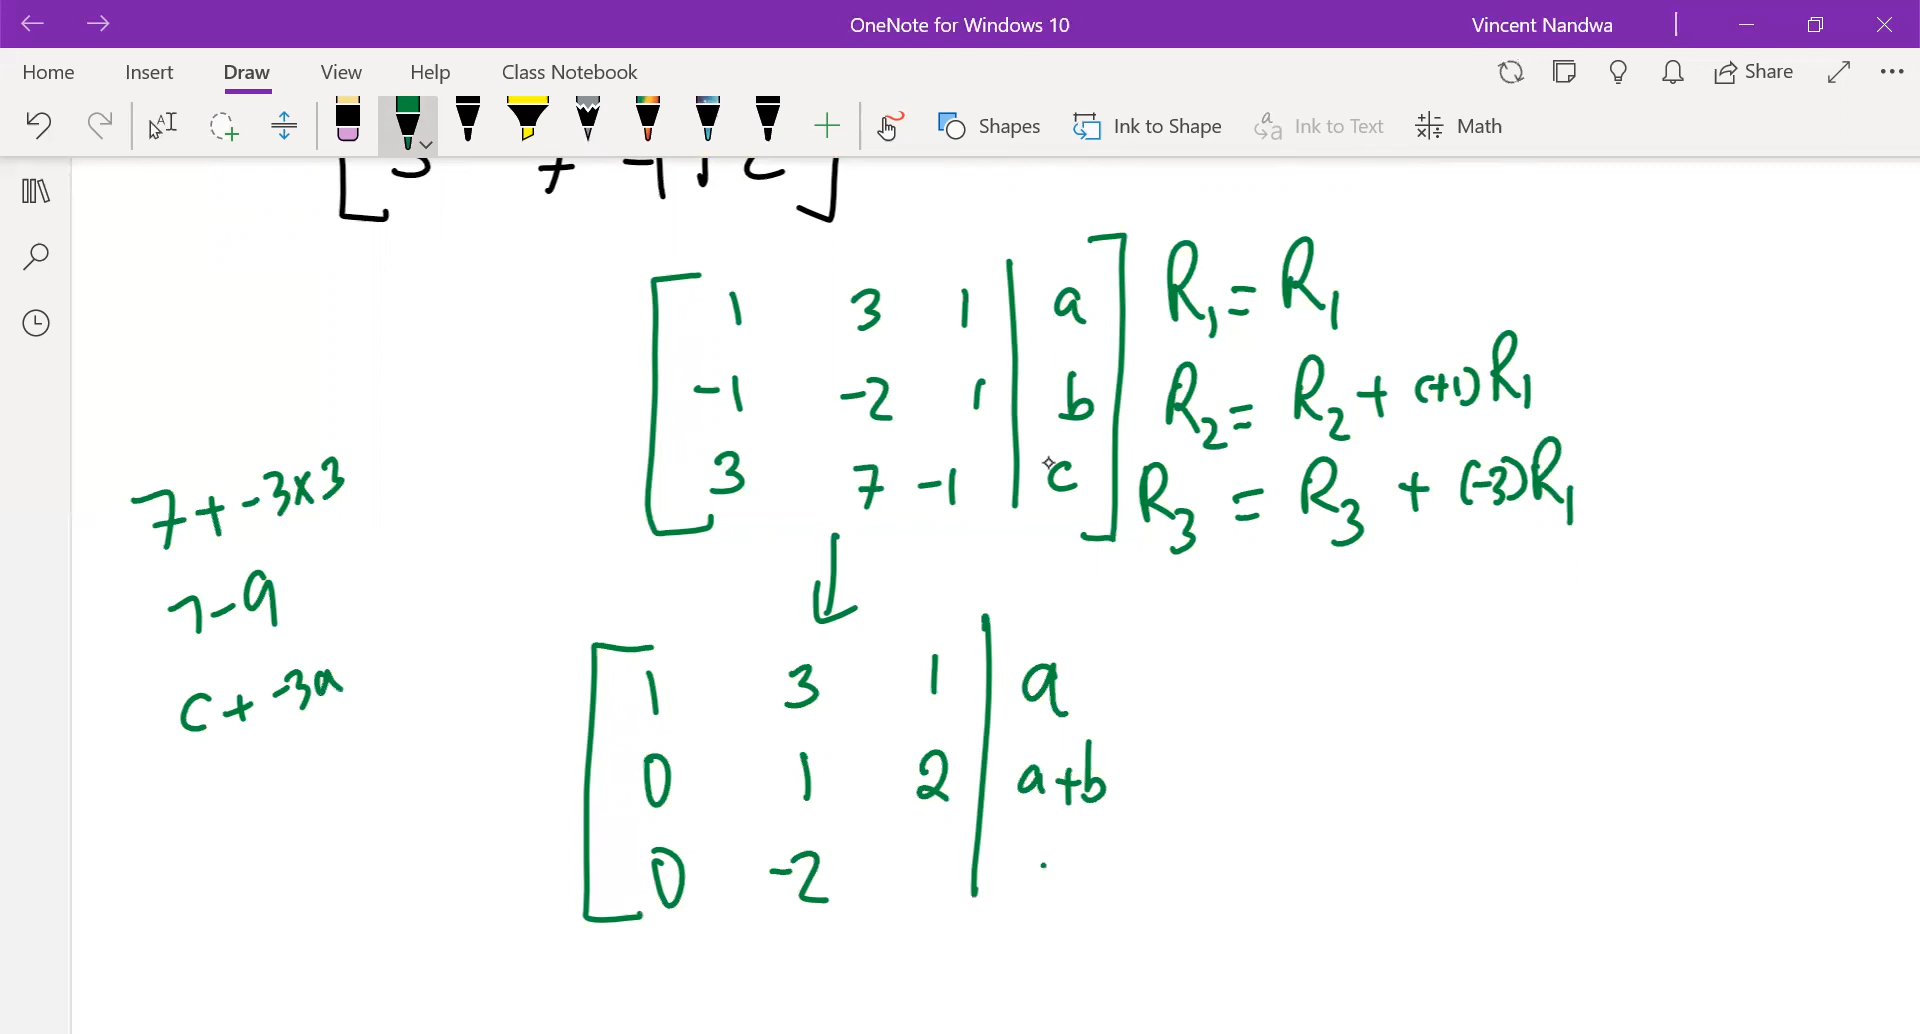 OneNote for Windows 10 Vincent Nandwa
Home Insert Draw View Help Class Notebook Share
Shapes Ink to Shape Ink to Text Math
[ 1 3 1 | a ] R₁ = R₁
-1 -2 1 | b R₂ = R₂ + (+1)R₁
3 7 -1 | c R₃ = R₃ + (-3)R₁
7 + -3×3
7-9
c + -3a
↓
[ 1 3 1 | a
0 1 2 | a+b
0 -2 | .